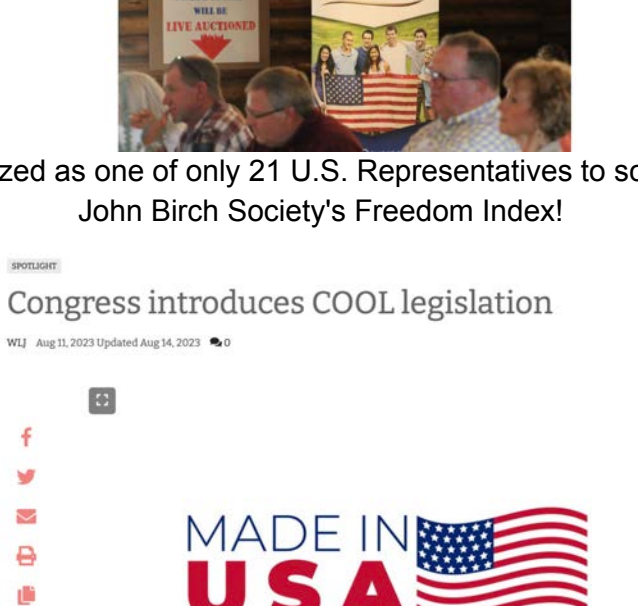 WILL BE
LIVE AUCTIONED
zed as one of only 21 U.S. Representatives to sc
John Birch Society's Freedom Index!
SPOTLIGHT
Congress introduces COOL legislation
WLJ Aug 11, 2023 Updated Aug 14, 2023 0
MADE IN
USA